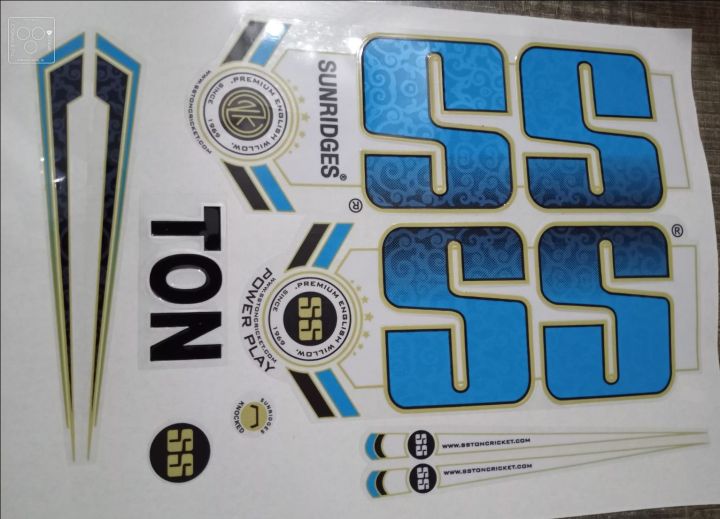 SS
SUNRIDGES®
·PREMIUM ENGLISH WILLOW.
SINCE 1969
WWW.SSTONCRICKET.COM
®
SS
®
·PREMIUM ENGLISH WILLOW.
SS
SINCE 1969
WWW.SSTONCRICKET.COM
POWER PLAY
TON
SUNRIDGES
KNOCKED
SS
SS WWW.SSTONCRICKET.COM
SS WWW.SSTONCRICKET.COM